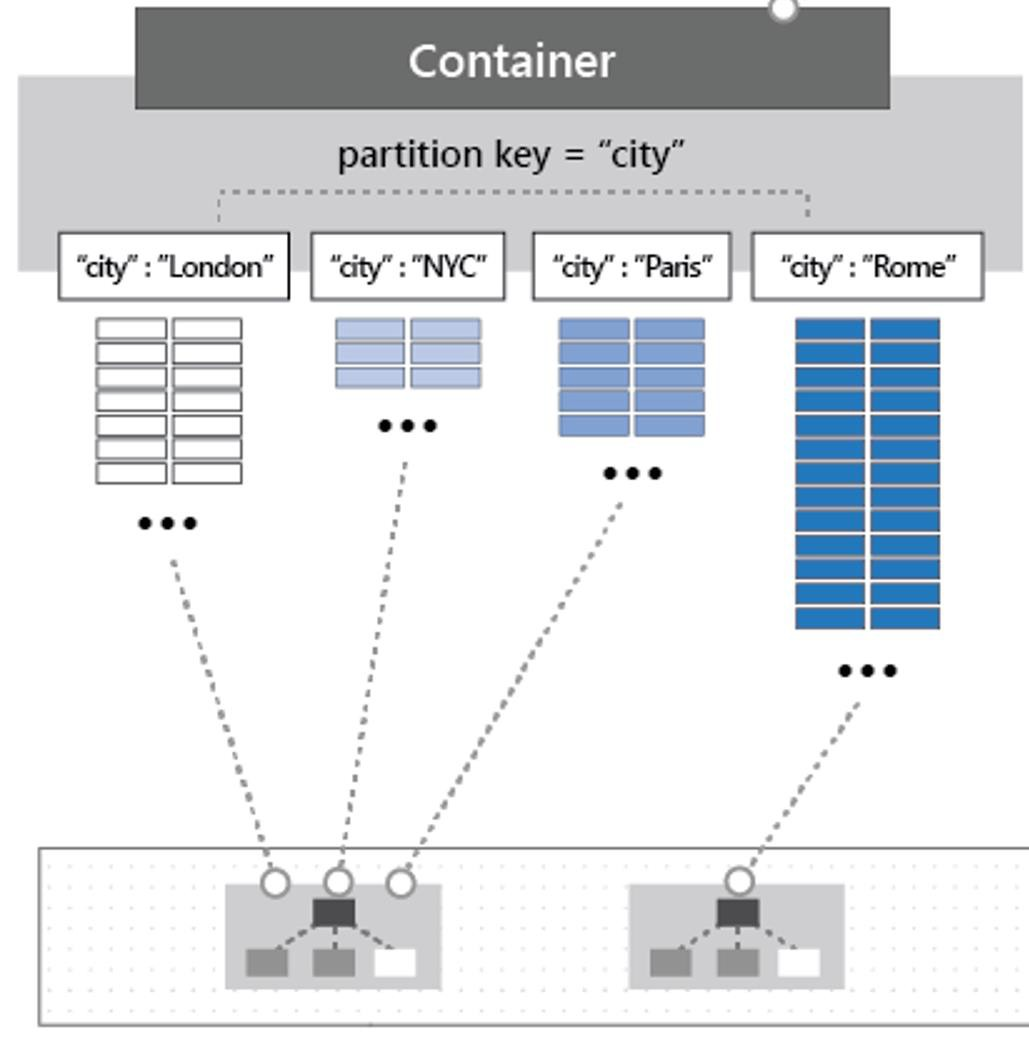 Container
partition key = “city”
“city” : ”London”
“city” : ”NYC”
“city” : ”Paris”
“city” : ”Rome”